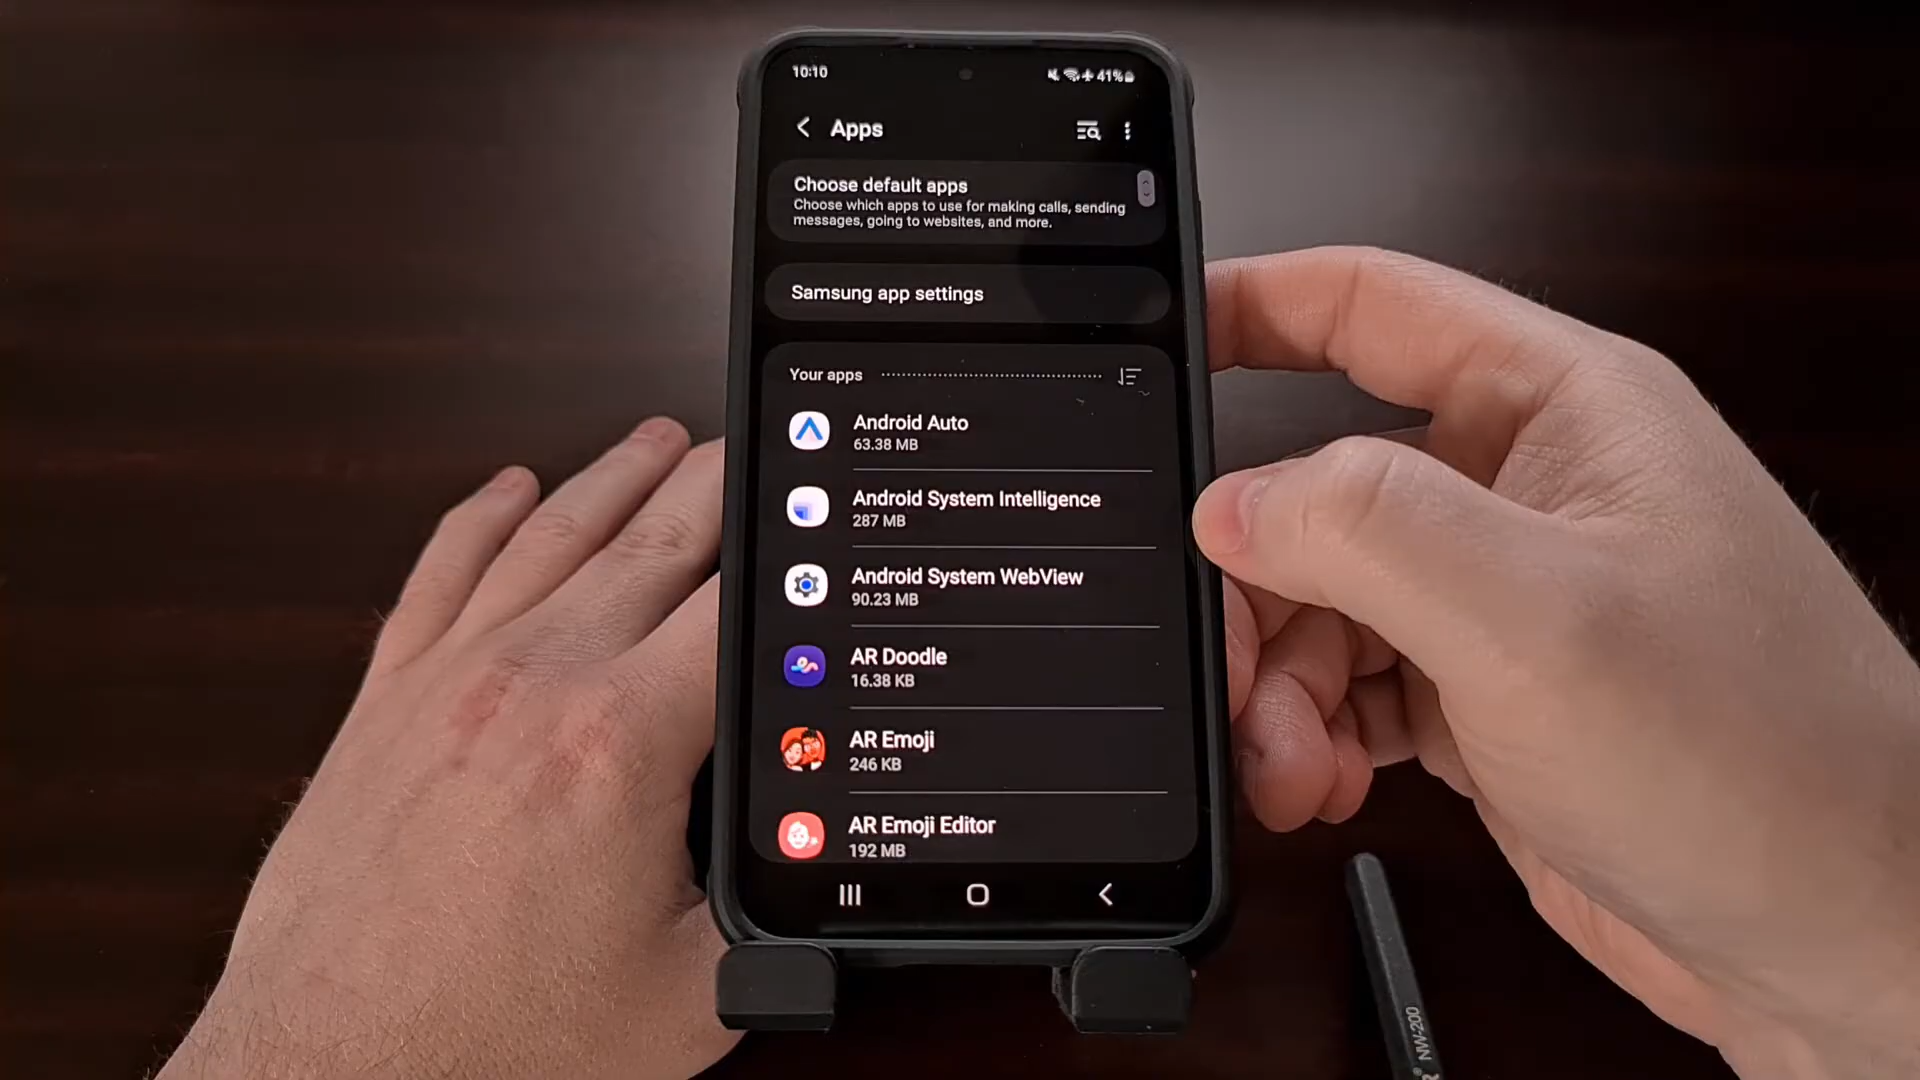 10:10
41%
Apps
Choose default apps
Choose which apps to use for making calls, sending
messages, going to websites, and more.
Samsung app settings
Your apps
Android Auto
63.38 MB
Android System Intelligence
287 MB
Android System WebView
90.23 MB
AR Doodle
16.38 KB
AR Emoji
246 KB
AR Emoji Editor
192 MB
R® NW-200